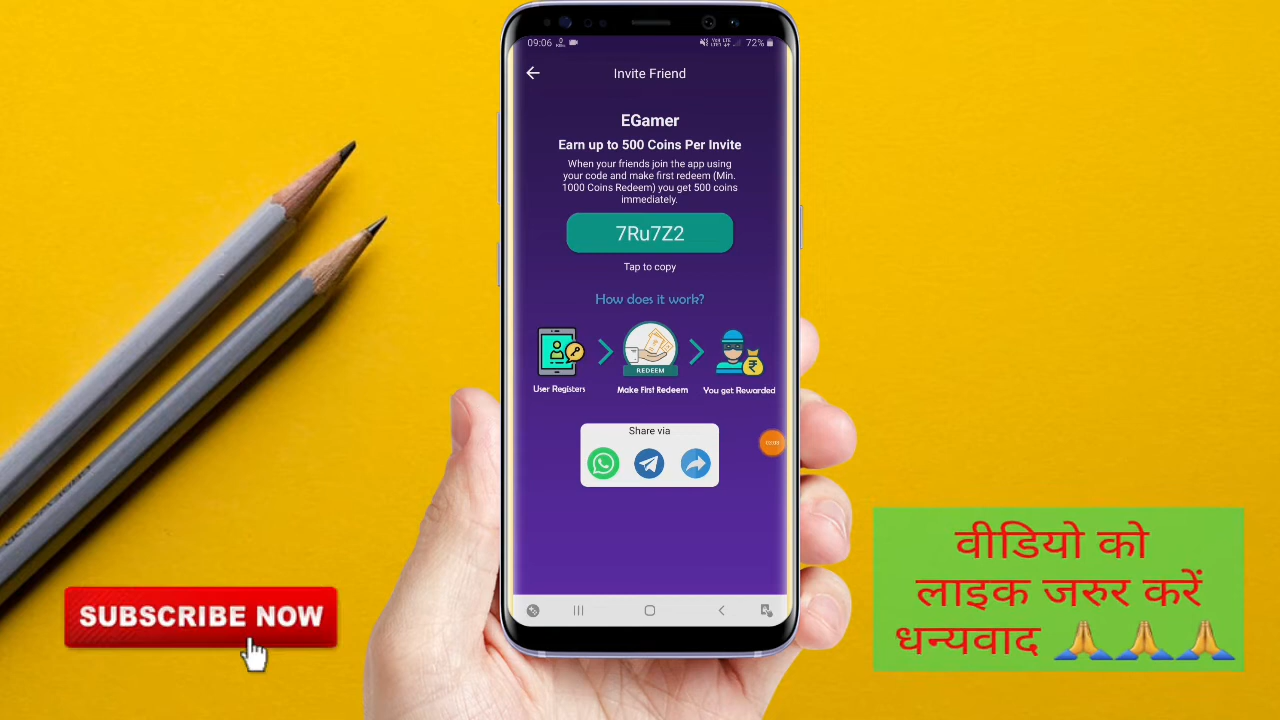 09:06
72%
Invite Friend
EGamer
Earn up to 500 Coins Per Invite
When your friends join the app using
your code and make first redeem (Min.
1000 Coins Redeem) you get 500 coins
immediately.
7Ru7Z2
Tap to copy
How does it work?
REDEEM
User Registers
Make First Redeem
You get Rewarded
Share via
SUBSCRIBE NOW
वीडियो को
लाइक जरुर करें
धन्यवाद 🙏🙏🙏